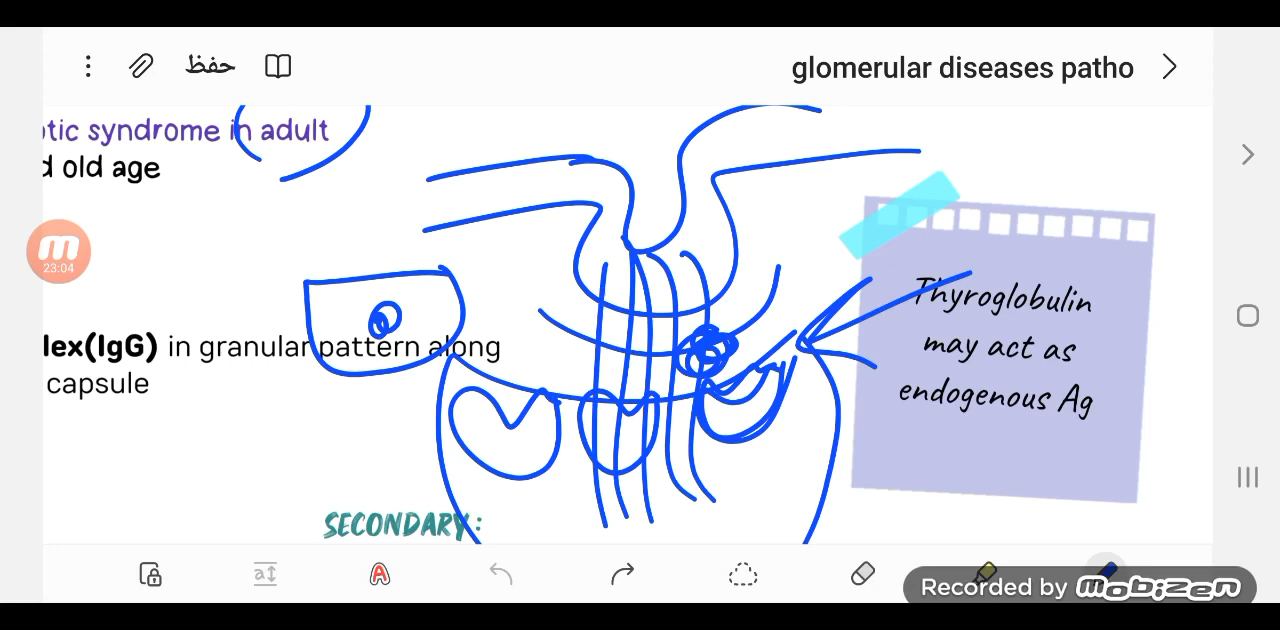 حفظ
glomerular diseases patho
otic syndrome in adult
d old age
23:04
lex(IgG) in granular pattern along
capsule
Thyroglobulin
may act as
endogenous Ag
SECONDARY:
Recorded by mobizen